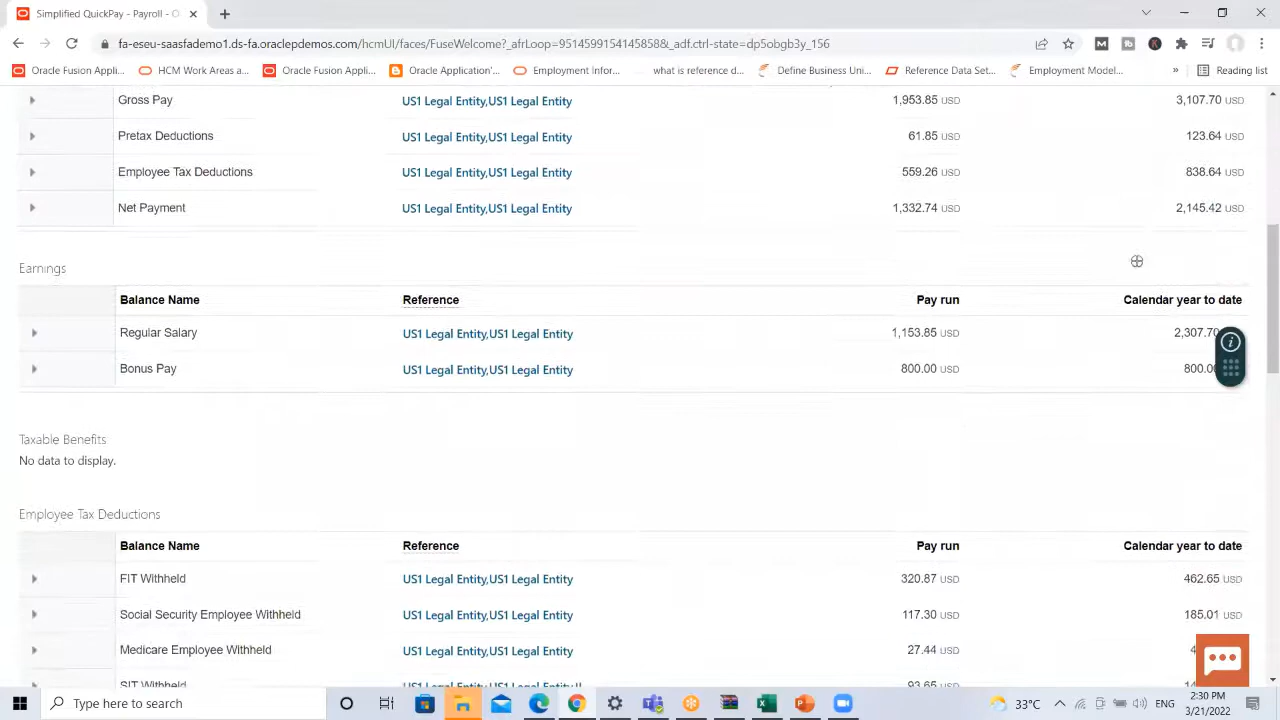 Simplified QuickPay - Payroll - O
fa-eseu-saasfademo1.ds-fa.oraclepdemos.com/hcmUI/faces/FuseWelcome?_afrLoop=95145991541458588&_adf.ctrl-state=dp5obgb3y_156
Oracle Fusion Appli... HCM Work Areas a... Oracle Fusion Appli... Oracle Application'... Employment Infor... what is reference d... Define Business Uni... Reference Data Set... Employment Model... » Reading list
Gross Pay US1 Legal Entity,US1 Legal Entity 1,953.85 USD 3,107.70 USD
Pretax Deductions US1 Legal Entity,US1 Legal Entity 61.85 USD 123.64 USD
Employee Tax Deductions US1 Legal Entity,US1 Legal Entity 559.26 USD 838.64 USD
Net Payment US1 Legal Entity,US1 Legal Entity 1,332.74 USD 2,145.42 USD
Earnings
Balance Name Reference Pay run Calendar year to date
Regular Salary US1 Legal Entity,US1 Legal Entity 1,153.85 USD 2,307.70
Bonus Pay US1 Legal Entity,US1 Legal Entity 800.00 USD 800.00
Taxable Benefits
No data to display.
Employee Tax Deductions
Balance Name Reference Pay run Calendar year to date
FIT Withheld US1 Legal Entity,US1 Legal Entity 320.87 USD 462.65 USD
Social Security Employee Withheld US1 Legal Entity,US1 Legal Entity 117.30 USD 185.01 USD
Medicare Employee Withheld US1 Legal Entity,US1 Legal Entity 27.44 USD
SIT Withheld 93.65 USD
Type here to search
33°C ENG
2:30 PM
3/21/2022